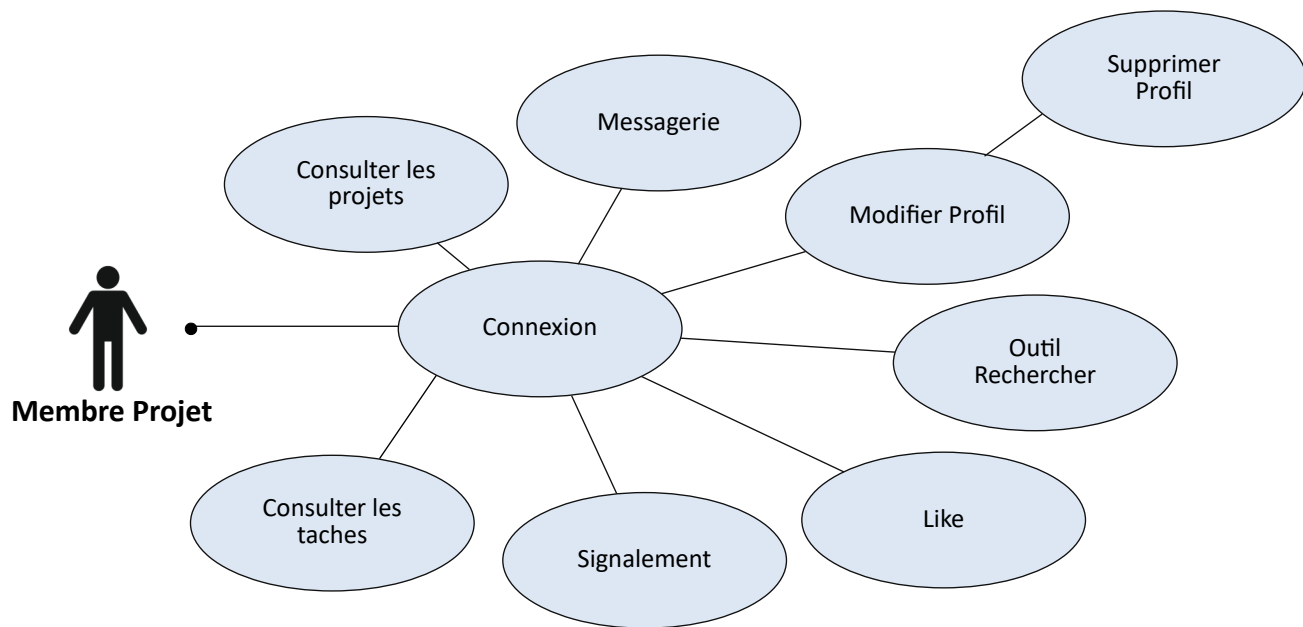 Supprimer
Profil
Messagerie
Consulter les
projets
Modifier Profil
Connexion
Outil
Rechercher
Membre Projet
Consulter les
taches
Signalement
Like